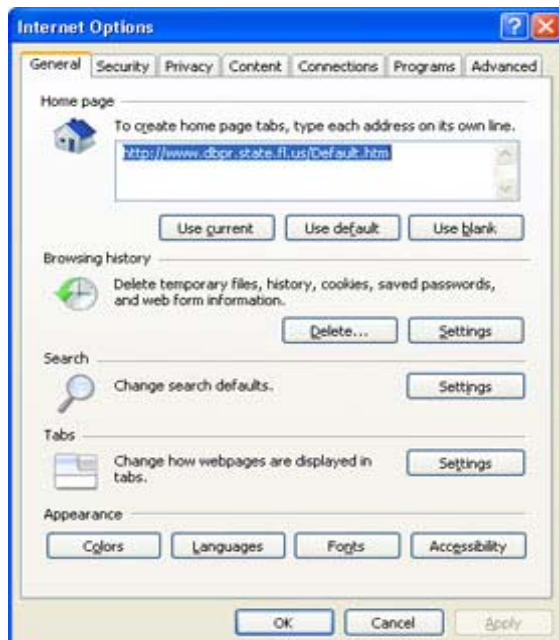 Internet Options
General Security Privacy Content Connections Programs Advanced
Home page
To create home page tabs, type each address on its own line.
http://www.dbpr.state.fl.us/Default.htm
Use current Use default Use blank
Browsing history
Delete temporary files, history, cookies, saved passwords,
and web form information.
Delete... Settings
Search
Change search defaults. Settings
Tabs
Change how webpages are displayed in
tabs.
Settings
Appearance
Colors Languages Fonts Accessibility
OK Cancel Apply